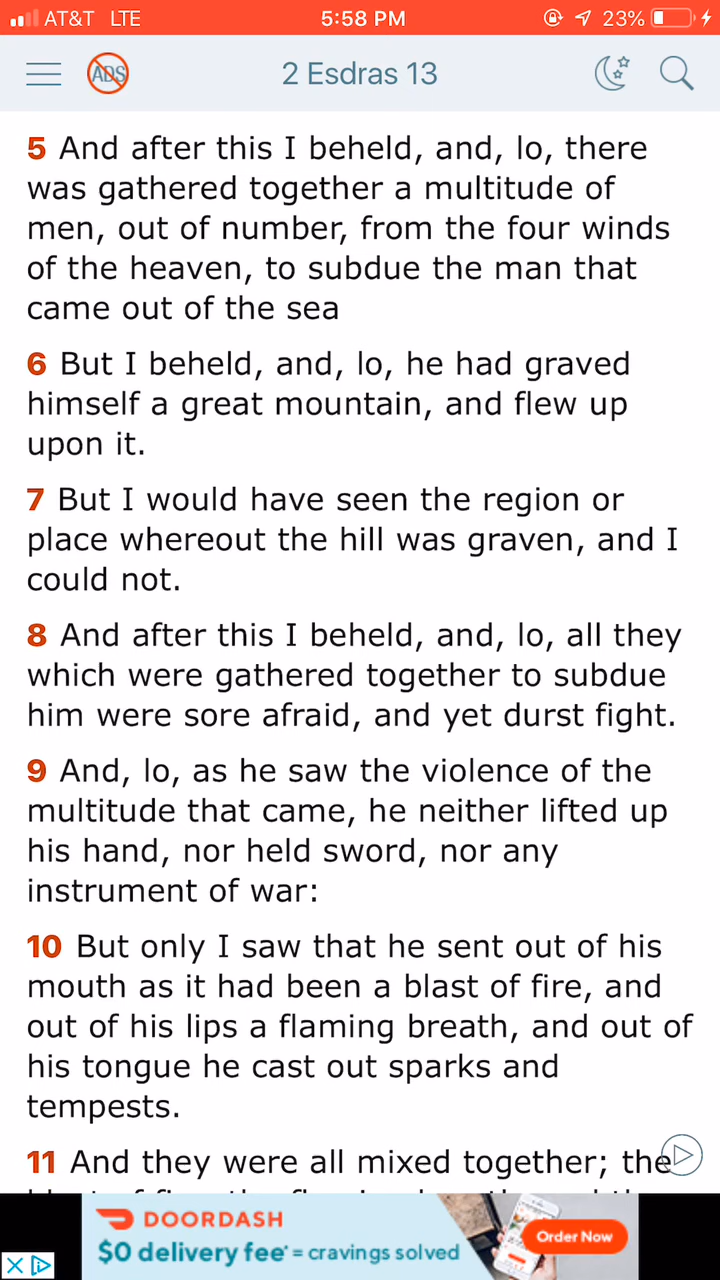 AT&T LTE 5:58 PM 23%
ADS 2 Esdras 13
5 And after this I beheld, and, lo, there
was gathered together a multitude of
men, out of number, from the four winds
of the heaven, to subdue the man that
came out of the sea
6 But I beheld, and, lo, he had graved
himself a great mountain, and flew up
upon it.
7 But I would have seen the region or
place whereout the hill was graven, and I
could not.
8 And after this I beheld, and, lo, all they
which were gathered together to subdue
him were sore afraid, and yet durst fight.
9 And, lo, as he saw the violence of the
multitude that came, he neither lifted up
his hand, nor held sword, nor any
instrument of war:
10 But only I saw that he sent out of his
mouth as it had been a blast of fire, and
out of his lips a flaming breath, and out of
his tongue he cast out sparks and
tempests.
11 And they were all mixed together; the
DOORDASH
$0 delivery fee* = cravings solved
Order Now